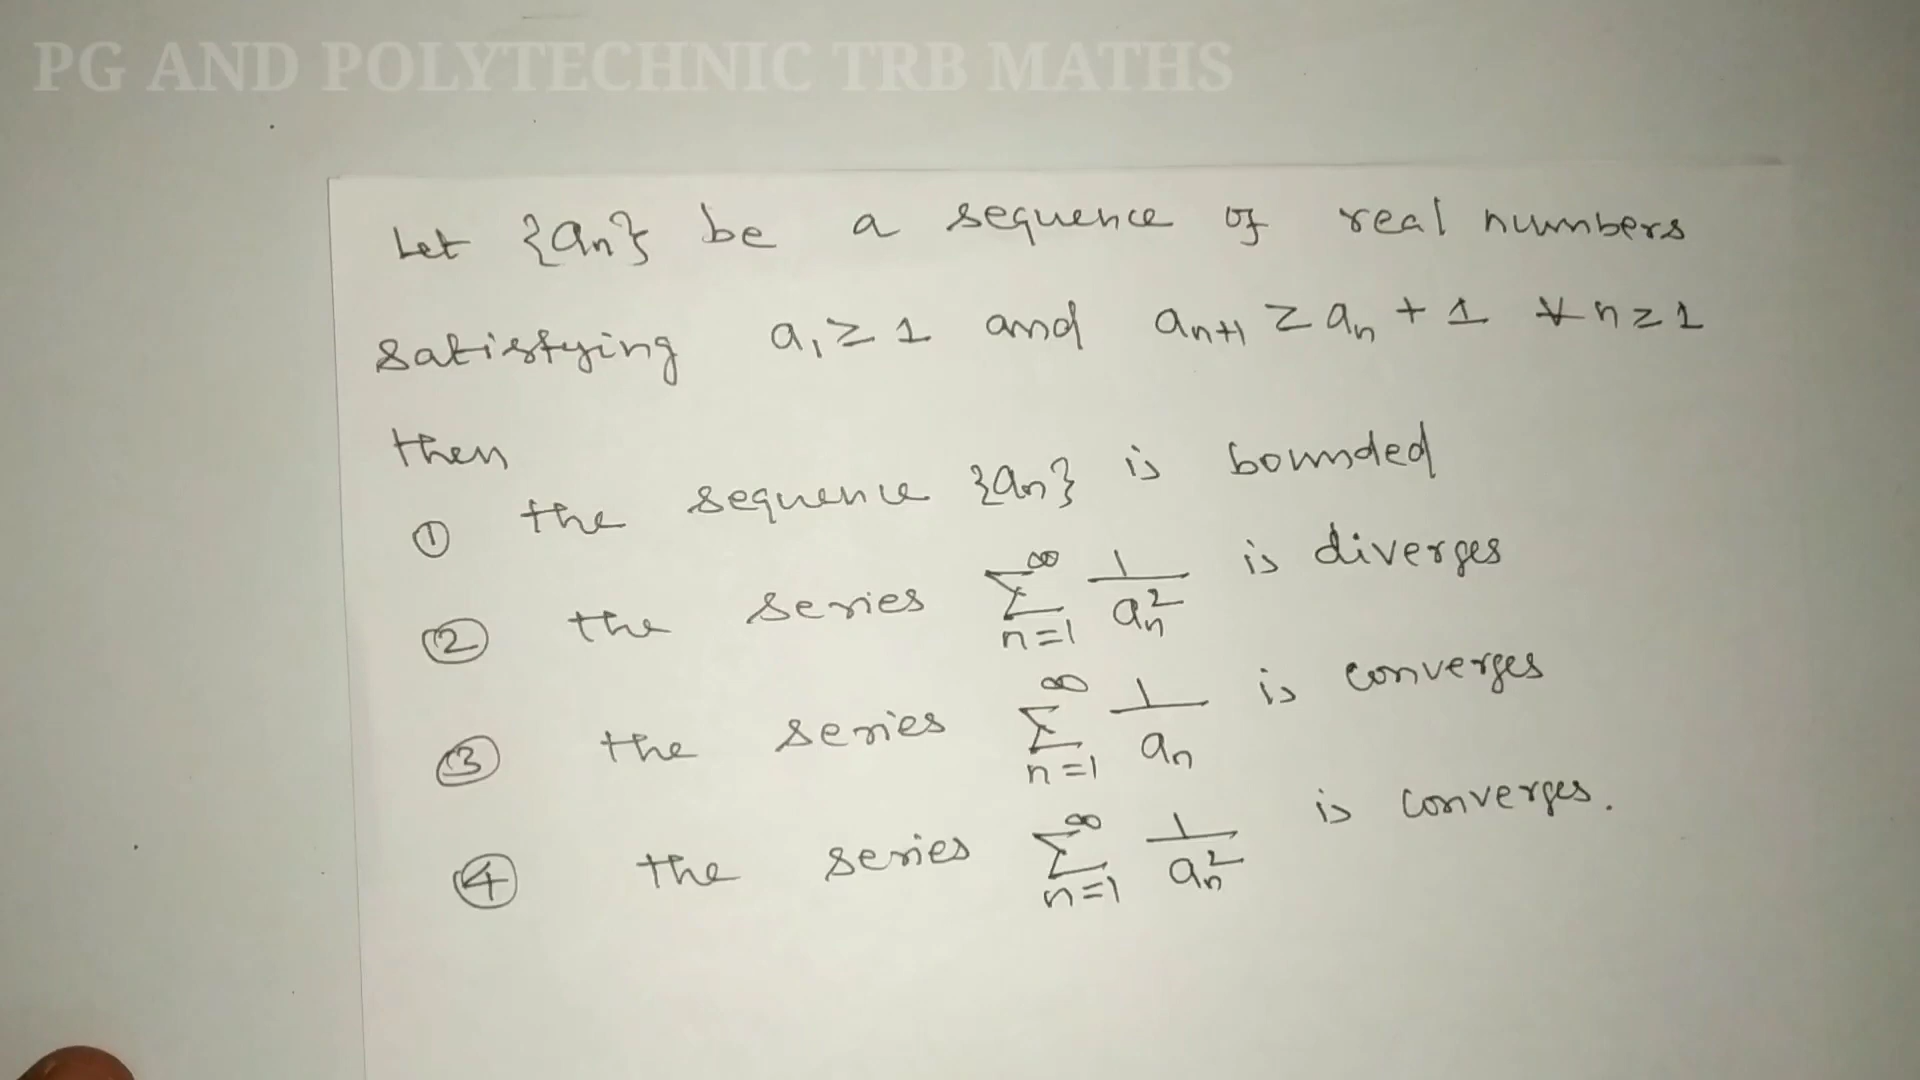 PG AND POLYTECHNIC TRB MATHS
Let {aₙ} be a sequence of real numbers
satisfying a₁ ≥ 1 and aₙ₊₁ ≥ aₙ + 1 ∀ n ≥ 1
then
① the sequence {aₙ} is bounded
② the series ∑_{n=1}^{∞} 1/aₙ² is diverges
③ the series ∑_{n=1}^{∞} 1/aₙ is converges
④ the series ∑_{n=1}^{∞} 1/aₙ² is converges.